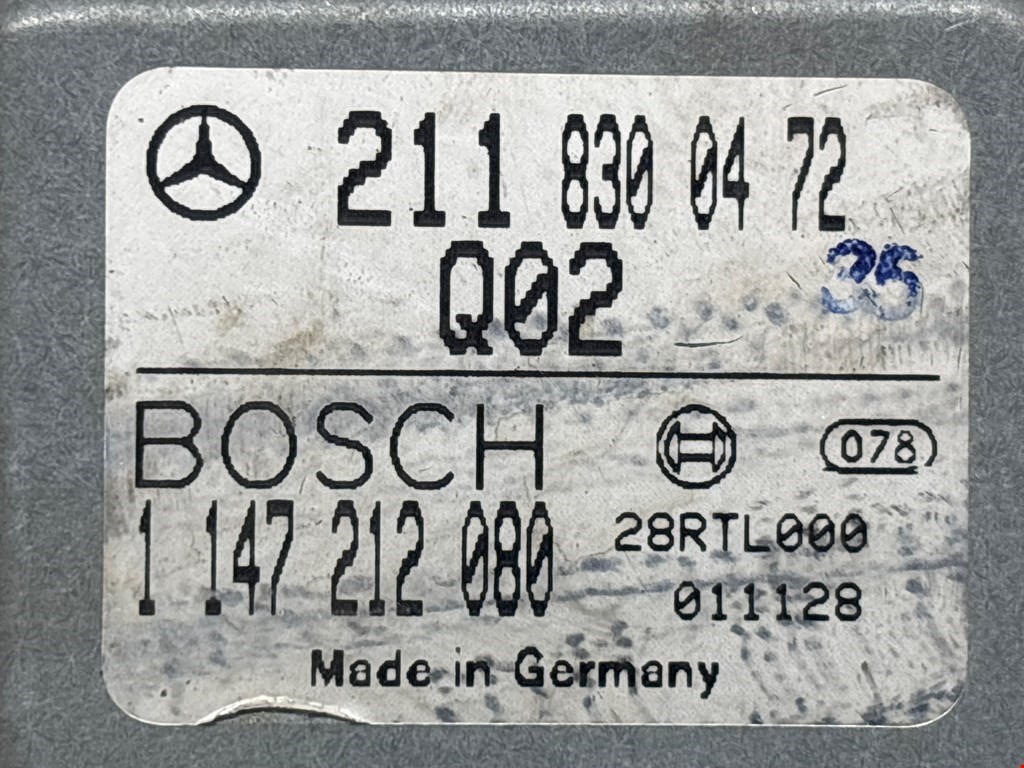 211 830 04 72
Q02
35
BOSCH
078
1 147 212 080
28RTL000
011128
Made in Germany